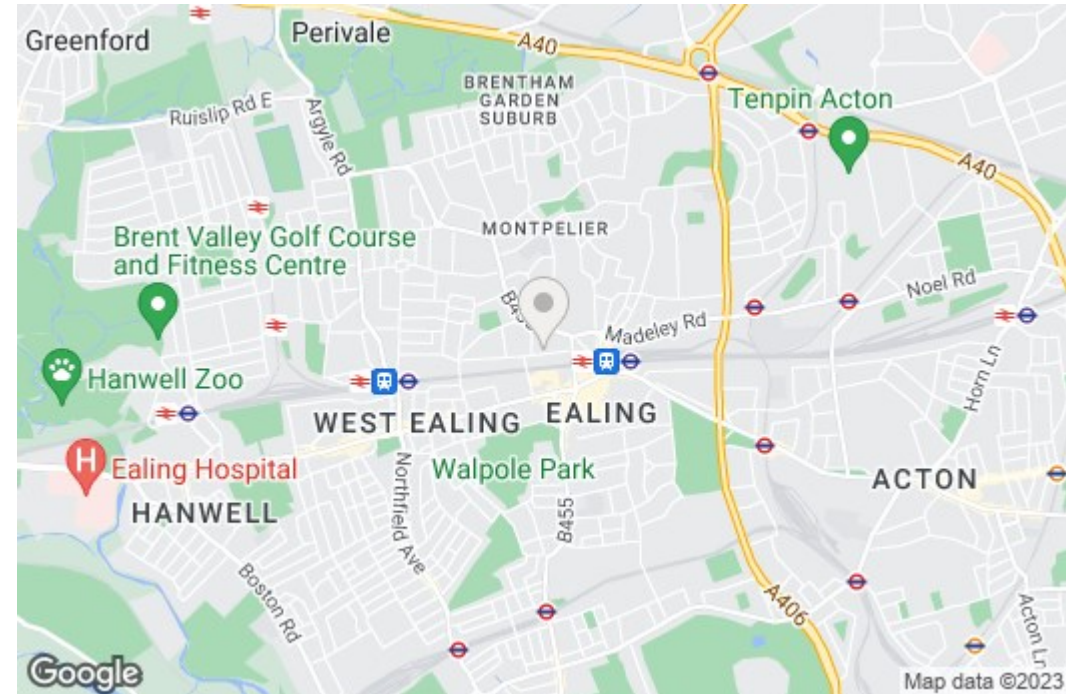 Greenford
Perivale
A40
BRENTHAM
GARDEN
SUBURB
Tenpin Acton
Ruislip Rd E
Argyle Rd
A40
MONTPELIER
Brent Valley Golf Course
and Fitness Centre
Noel Rd
Madeley Rd
Hanwell Zoo
Horn Ln
WEST EALING
EALING
H
Ealing Hospital
Walpole Park
ACTON
HANWELL
Northfield Ave
B455
Boston Rd
A406
Acton Ln
Google
Map data ©2023